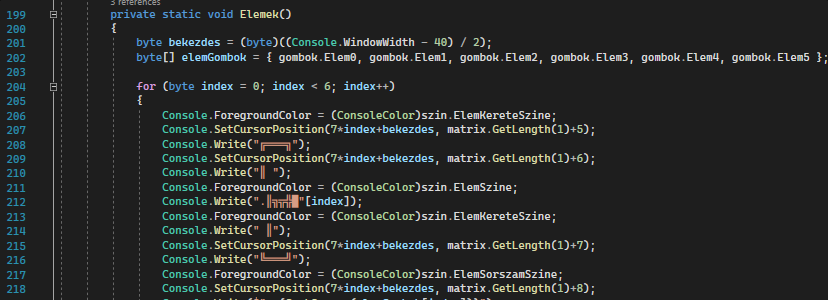 3 references
199 private static void Elemek()
200 {
201 byte bekezdes = (byte)((Console.WindowWidth - 40) / 2);
202 byte[] elemGombok = { gombok.Elem0, gombok.Elem1, gombok.Elem2, gombok.Elem3, gombok.Elem4, gombok.Elem5 };
203
204 for (byte index = 0; index < 6; index++)
205 {
206 Console.ForegroundColor = (ConsoleColor)szin.ElemKereteSzine;
207 Console.SetCursorPosition(7*index+bekezdes, matrix.GetLength(1)+5);
208 Console.Write("╔═══╗");
209 Console.SetCursorPosition(7*index+bekezdes, matrix.GetLength(1)+6);
210 Console.Write("║ ");
211 Console.ForegroundColor = (ConsoleColor)szin.ElemSzine;
212 Console.Write(".║╗╦╬█"[index]);
213 Console.ForegroundColor = (ConsoleColor)szin.ElemKereteSzine;
214 Console.Write(" ║");
215 Console.SetCursorPosition(7*index+bekezdes, matrix.GetLength(1)+7);
216 Console.Write("╚═══╝");
217 Console.ForegroundColor = (ConsoleColor)szin.ElemSorszamSzine;
218 Console.SetCursorPosition(7*index+bekezdes, matrix.GetLength(1)+8);